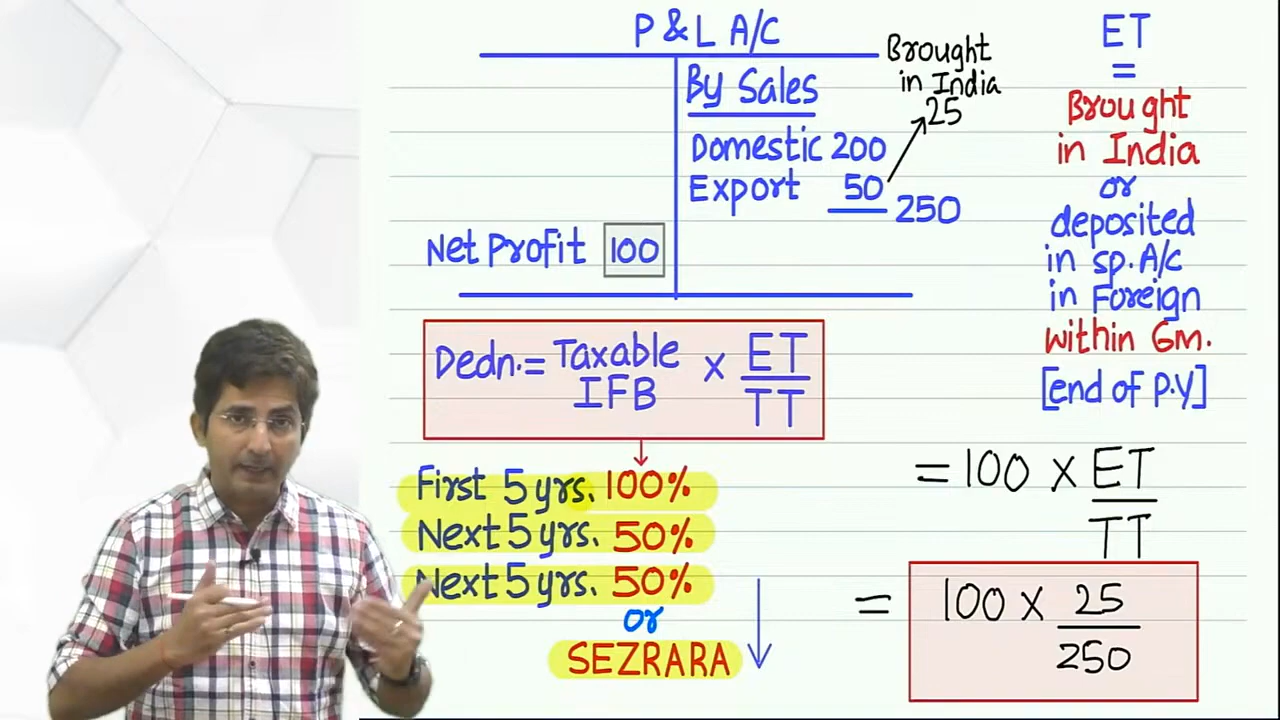 P & L A/C
By Sales
Brought
in India
25
Domestic 200
Export 50
250
Net Profit 100
Dedn. = Taxable IFB × ET / TT
First 5 yrs. 100%
Next 5 yrs. 50%
Next 5 yrs. 50%
or
SEZRARA
ET
=
Brought
in India
or
deposited
in sp. A/C
in Foreign
within 6m.
[end of P.Y]
= 100 × ET / TT
= 100 × 25 / 250